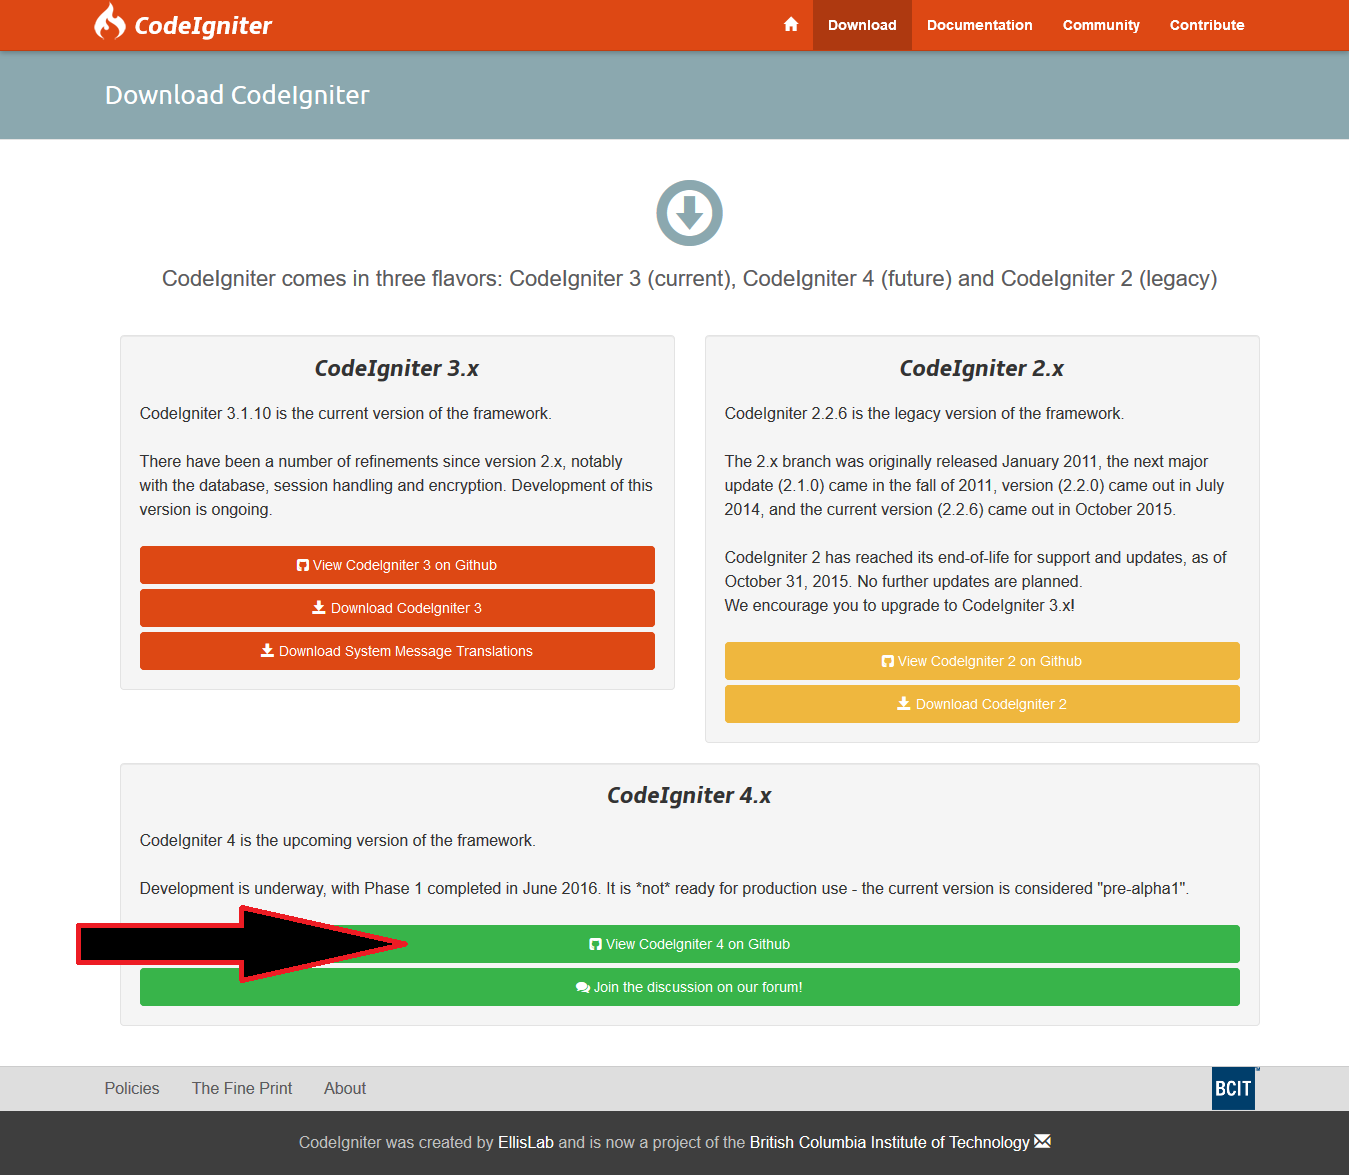 CodeIgniter
Download
Documentation
Community
Contribute
Download CodeIgniter
CodeIgniter comes in three flavors: CodeIgniter 3 (current), CodeIgniter 4 (future) and CodeIgniter 2 (legacy)
CodeIgniter 3.x
CodeIgniter 3.1.10 is the current version of the framework.
There have been a number of refinements since version 2.x, notably
with the database, session handling and encryption. Development of this
version is ongoing.
View CodeIgniter 3 on Github
Download CodeIgniter 3
Download System Message Translations
CodeIgniter 2.x
CodeIgniter 2.2.6 is the legacy version of the framework.
The 2.x branch was originally released January 2011, the next major
update (2.1.0) came in the fall of 2011, version (2.2.0) came out in July
2014, and the current version (2.2.6) came out in October 2015.
CodeIgniter 2 has reached its end-of-life for support and updates, as of
October 31, 2015. No further updates are planned.
We encourage you to upgrade to CodeIgniter 3.x!
View CodeIgniter 2 on Github
Download CodeIgniter 2
CodeIgniter 4.x
CodeIgniter 4 is the upcoming version of the framework.
Development is underway, with Phase 1 completed in June 2016. It is *not* ready for production use - the current version is considered "pre-alpha1".
View CodeIgniter 4 on Github
Join the discussion on our forum!
Policies
The Fine Print
About
BCIT
CodeIgniter was created by EllisLab and is now a project of the British Columbia Institute of Technology